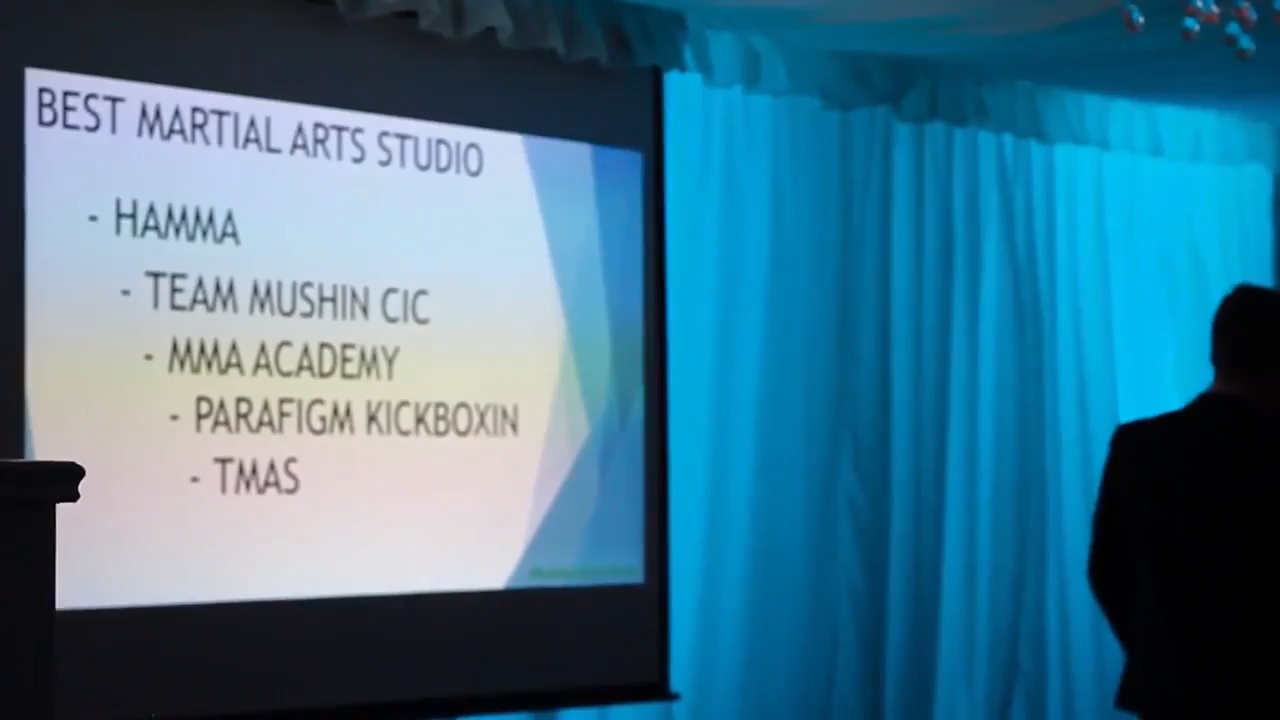 BEST MARTIAL ARTS STUDIO
- HAMMA
- TEAM MUSHIN CIC
- MMA ACADEMY
- PARAFIGM KICKBOXIN
- TMAS